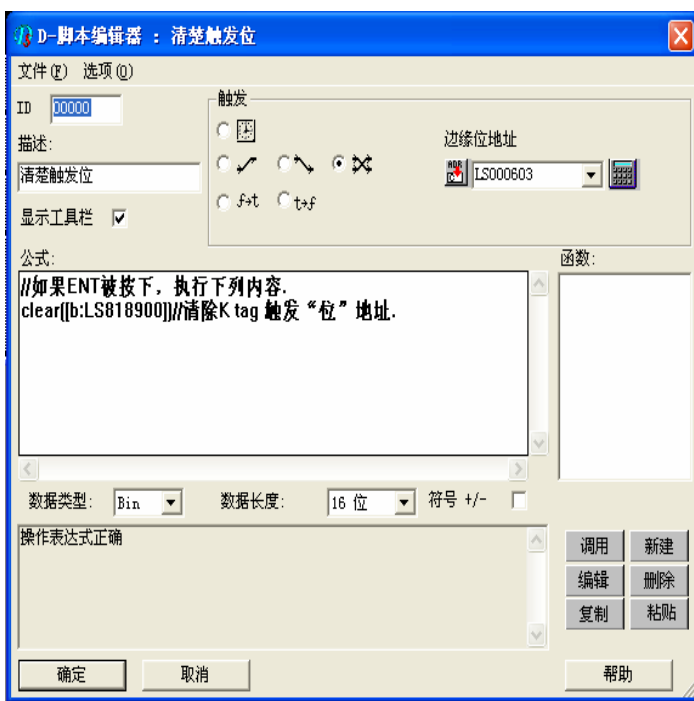 D-脚本编辑器 : 清楚触发位
文件(F) 选项(O)
ID 00000
触发
描述:
边缘位地址
清楚触发位
ADR
LS000603
显示工具栏
f→t t→f
公式:
函数:
//如果ENT被按下，执行下列内容.
clear([b:LS818900])//清除K tag 触发“位”地址.
数据类型: Bin 数据长度: 16 位 符号 +/-
操作表达式正确
调用 新建
编辑 删除
复制 粘贴
确定 取消 帮助